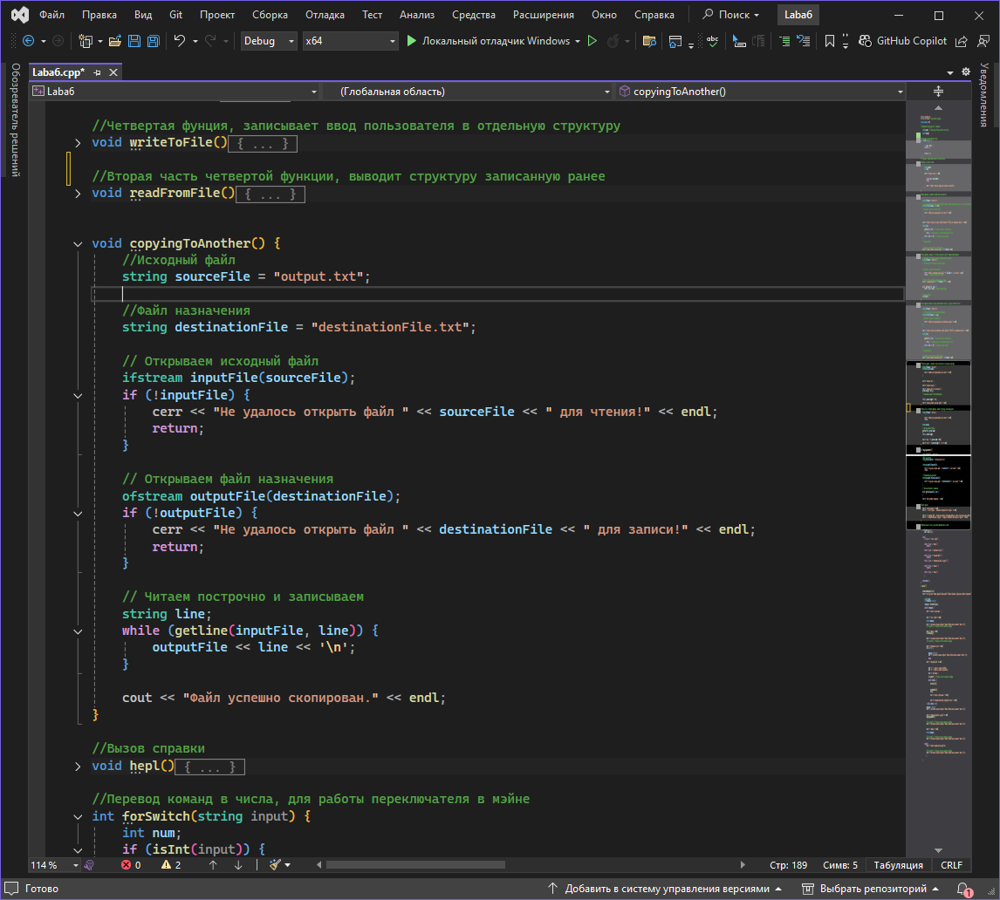 Файл Правка Вид Git Проект Сборка Отладка Тест Анализ Средства Расширения Окно Справка Поиск Laba6
Debug x64 Локальный отладчик Windows GitHub Copilot
Обозреватель решений
Уведомления
Laba6.cpp*
Laba6 (Глобальная область) copyingToAnother()
//Четвертая фунция, записывает ввод пользователя в отдельную структуру
void writeToFile() { ... }
//Вторая часть четвертой функции, выводит структуру записанную ранее
void readFromFile() { ... }
void copyingToAnother() {
//Исходный файл
string sourceFile = "output.txt";
//Файл назначения
string destinationFile = "destinationFile.txt";
// Открываем исходный файл
ifstream inputFile(sourceFile);
if (!inputFile) {
cerr << "Не удалось открыть файл " << sourceFile << " для чтения!" << endl;
return;
}
// Открываем файл назначения
ofstream outputFile(destinationFile);
if (!outputFile) {
cerr << "Не удалось открыть файл " << destinationFile << " для записи!" << endl;
return;
}
// Читаем построчно и записываем
string line;
while (getline(inputFile, line)) {
outputFile << line << '\n';
}
cout << "Файл успешно скопирован." << endl;
}
//Вызов справки
void hepl() { ... }
//Перевод команд в числа, для работы переключателя в мэйне
int forSwitch(string input) {
int num;
if (isInt(input)) {
114 % 0 2 Стр: 189 Симв: 5 Табуляция CRLF
Готово Добавить в систему управления версиями Выбрать репозиторий 1